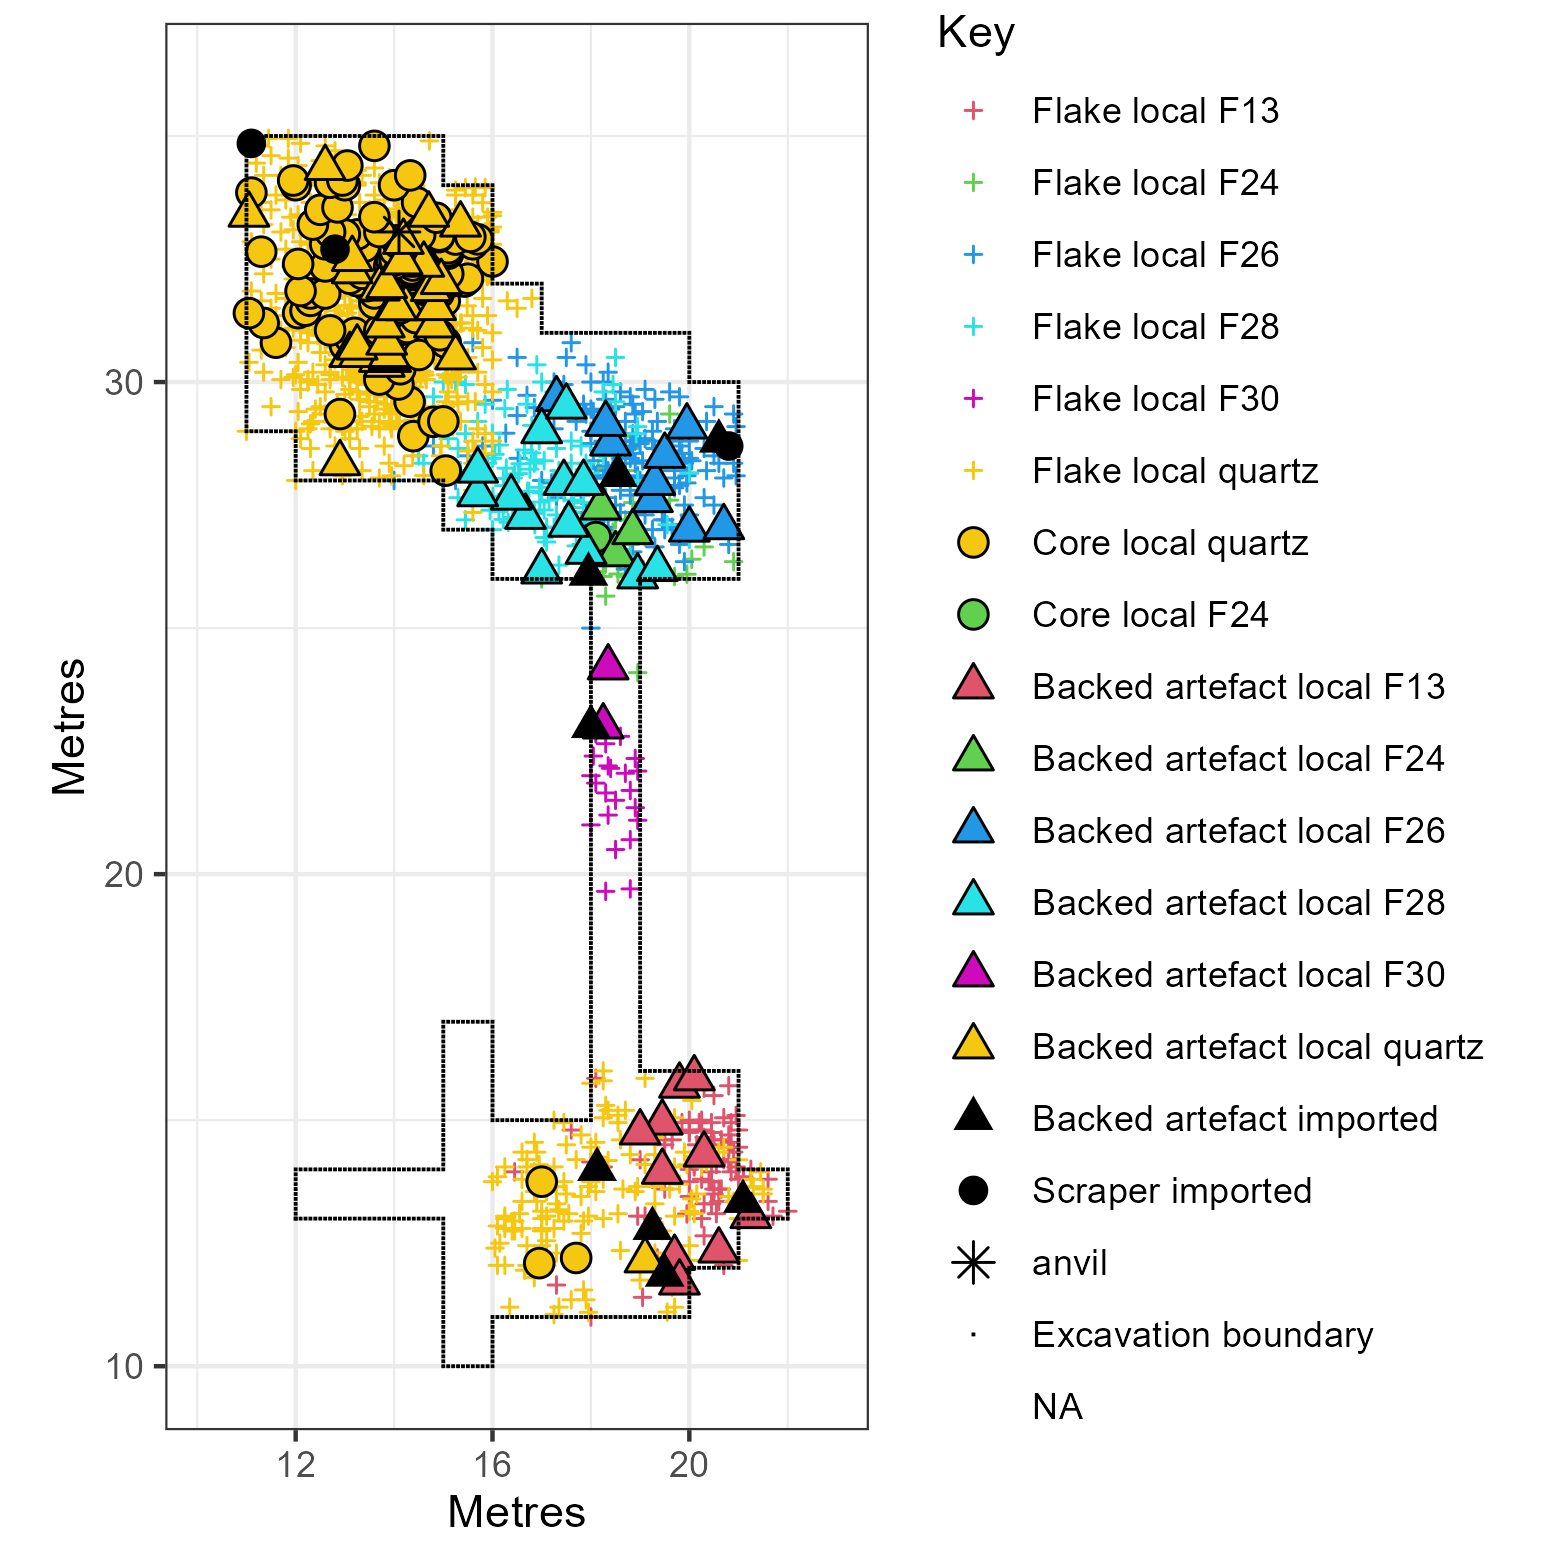 Key
Flake local F13
Flake local F24
Flake local F26
Flake local F28
Flake local F30
Flake local quartz
Core local quartz
Core local F24
Backed artefact local F13
Backed artefact local F24
Backed artefact local F26
Backed artefact local F28
Backed artefact local F30
Backed artefact local quartz
Backed artefact imported
Scraper imported
anvil
Excavation boundary
NA
Metres
30
20
10
12 16 20
Metres